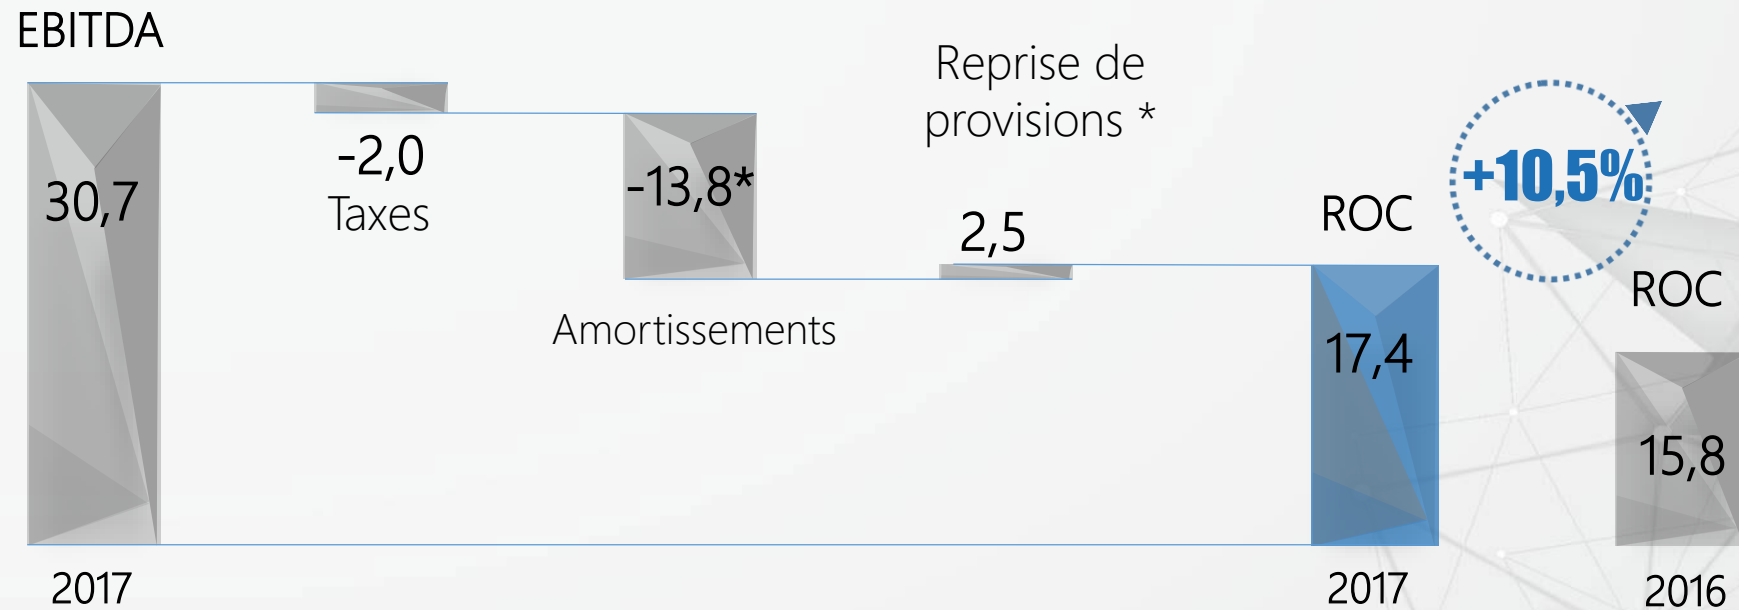 EBITDA
30,7
2017
-2,0
Taxes
-13,8*
Amortissements
Reprise de
provisions *
2,5
ROC
17,4
2017
+10,5%
ROC
15,8
2016